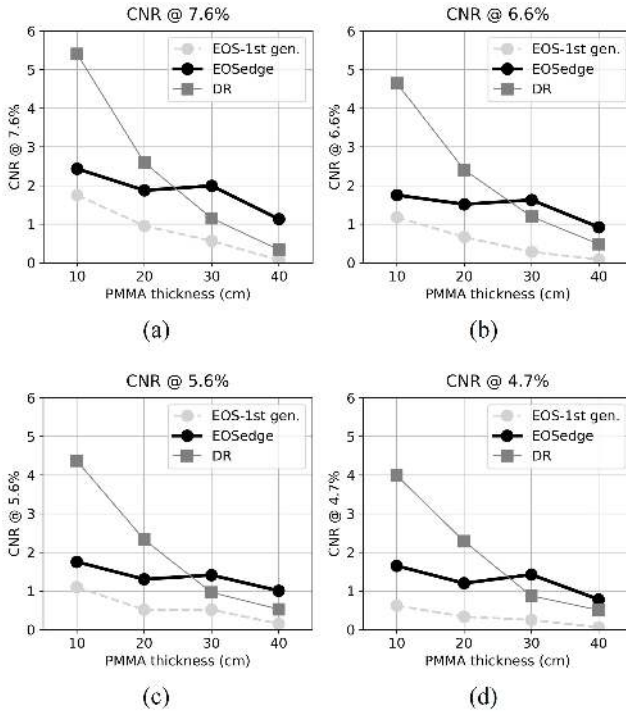 CNR @ 7.6%
CNR @ 7.6%
6
5
4
3
2
1
0
EOS-1st gen.
EOSedge
DR
10 20 30 40
PMMA thickness (cm)
(a)
CNR @ 6.6%
CNR @ 6.6%
6
5
4
3
2
1
0
EOS-1st gen.
EOSedge
DR
10 20 30 40
PMMA thickness (cm)
(b)
CNR @ 5.6%
CNR @ 5.6%
6
5
4
3
2
1
0
EOS-1st gen.
EOSedge
DR
10 20 30 40
PMMA thickness (cm)
(c)
CNR @ 4.7%
CNR @ 4.7%
6
5
4
3
2
1
0
EOS-1st gen.
EOSedge
DR
10 20 30 40
PMMA thickness (cm)
(d)